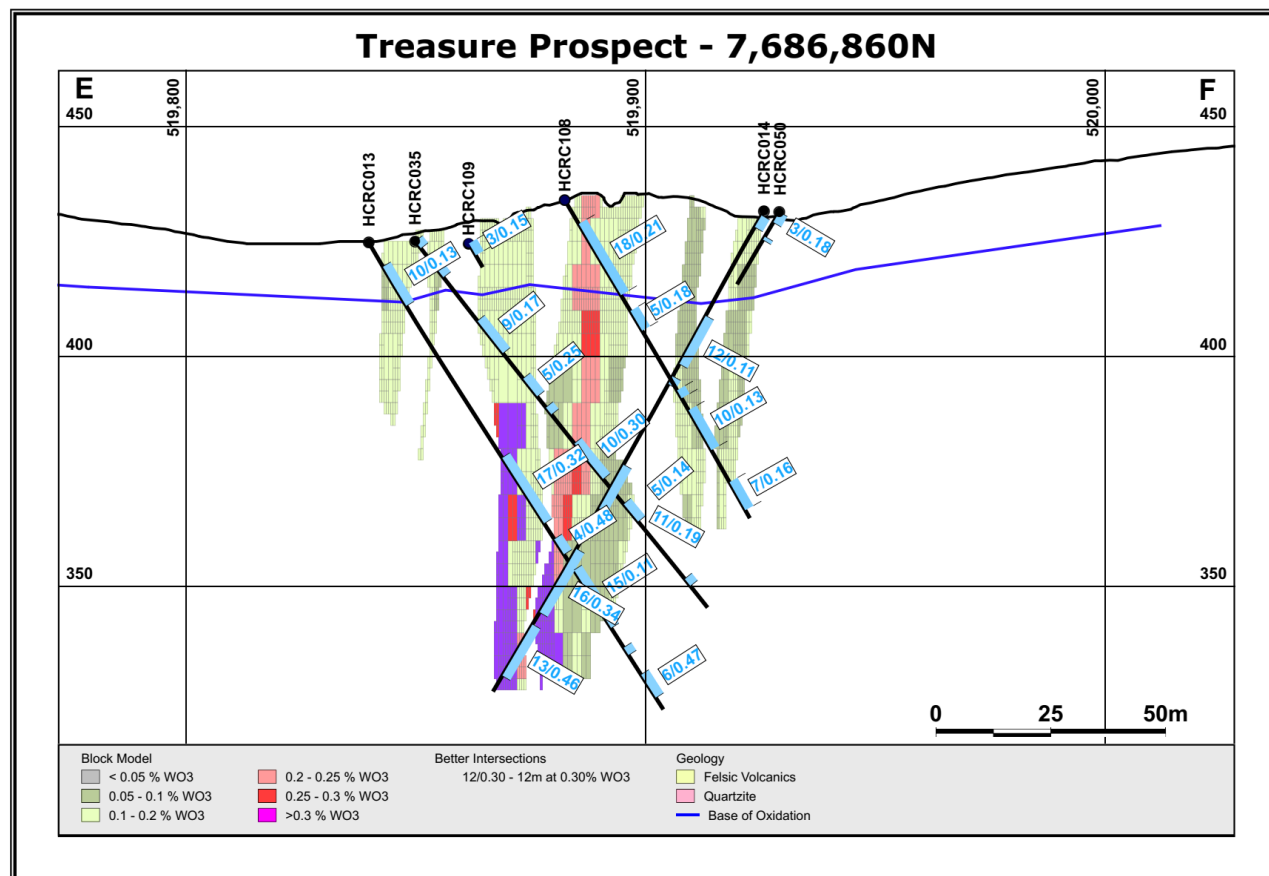 Treasure Prospect - 7,686,860N
E
F
519,800
519,900
520,000
450
450
400
400
350
350
HCRC013
HCRC035
HCRC109
HCRC108
HCRC014
HCRC050
10/0.13
3/0.15
18/0.21
3/0.18
9/0.17
5/0.18
5/0.25
12/0.11
10/0.30
10/0.13
17/0.32
5/0.14
7/0.16
4/0.48
11/0.19
15/0.11
16/0.34
13/0.46
6/0.47
0 25 50m
Block Model
< 0.05 % WO3
0.05 - 0.1 % WO3
0.1 - 0.2 % WO3
0.2 - 0.25 % WO3
0.25 - 0.3 % WO3
>0.3 % WO3
Better Intersections
12/0.30 - 12m at 0.30% WO3
Geology
Felsic Volcanics
Quartzite
Base of Oxidation